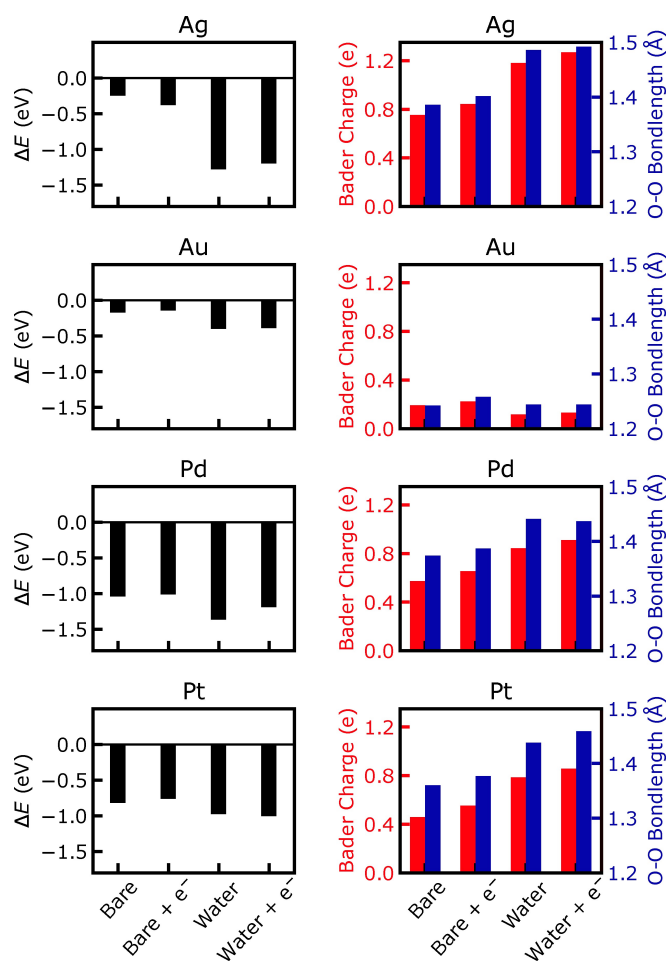 Ag
Ag
ΔE (eV)
0.0
−0.5
−1.0
−1.5
Bader Charge (e)
1.2
0.8
0.4
0.0
1.5
1.4
1.3
1.2
O-O Bondlength (Å)
Au
Au
ΔE (eV)
0.0
−0.5
−1.0
−1.5
Bader Charge (e)
1.2
0.8
0.4
0.0
1.5
1.4
1.3
1.2
O-O Bondlength (Å)
Pd
Pd
ΔE (eV)
0.0
−0.5
−1.0
−1.5
Bader Charge (e)
1.2
0.8
0.4
0.0
1.5
1.4
1.3
1.2
O-O Bondlength (Å)
Pt
Pt
ΔE (eV)
0.0
−0.5
−1.0
−1.5
Bader Charge (e)
1.2
0.8
0.4
0.0
1.5
1.4
1.3
1.2
O-O Bondlength (Å)
Bare
Bare + e⁻
Water
Water + e⁻
Bare
Bare + e⁻
Water
Water + e⁻